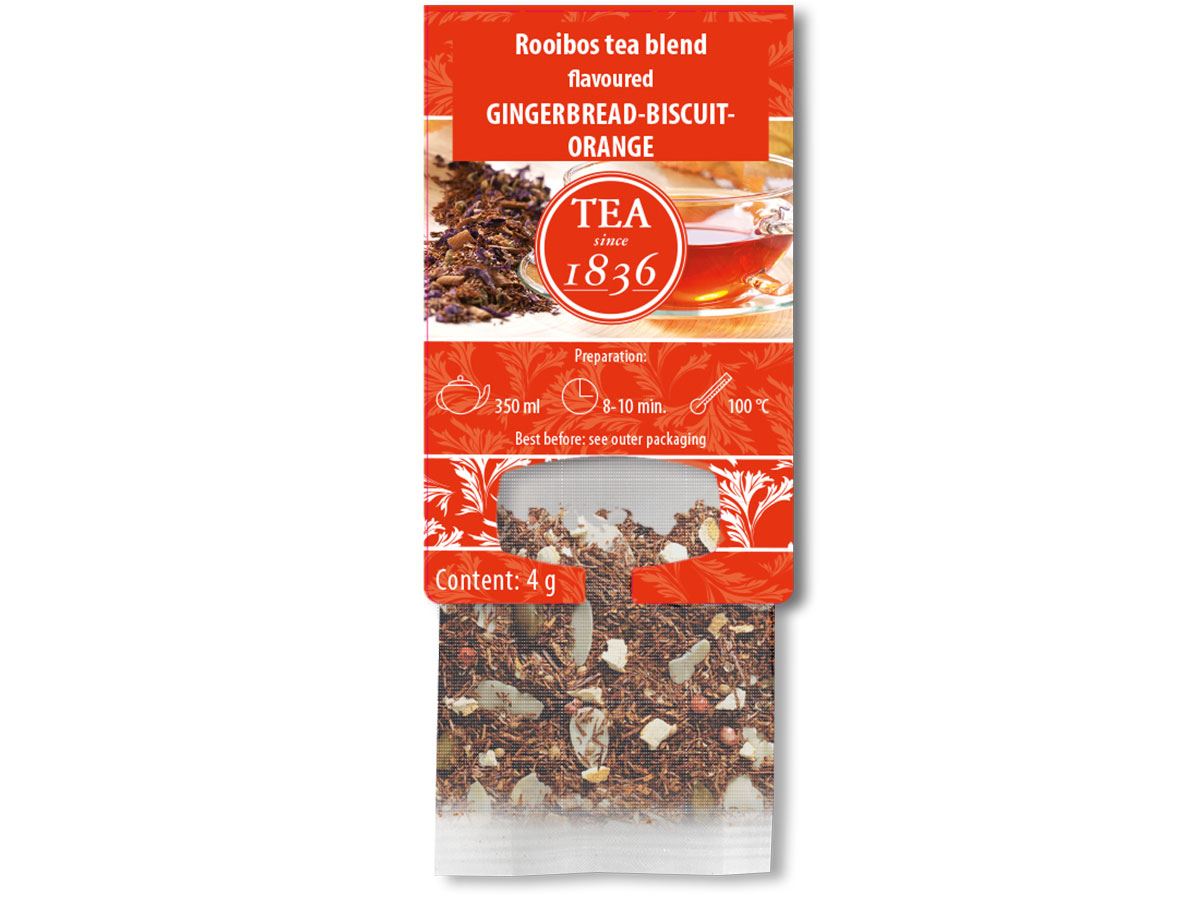 Rooibos tea blend
flavoured
GINGERBREAD-BISCUIT-
ORANGE
TEA
since
1836
Preparation:
350 ml
8-10 min.
100 °C
Best before: see outer packaging
Content: 4 g